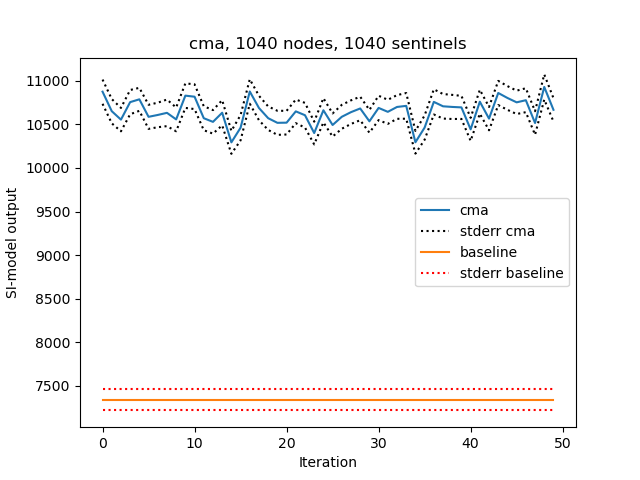 cma, 1040 nodes, 1040 sentinels
SI-model output
11000
10500
10000
9500
9000
8500
8000
7500
cma
stderr cma
baseline
stderr baseline
0
10
20
30
40
50
Iteration